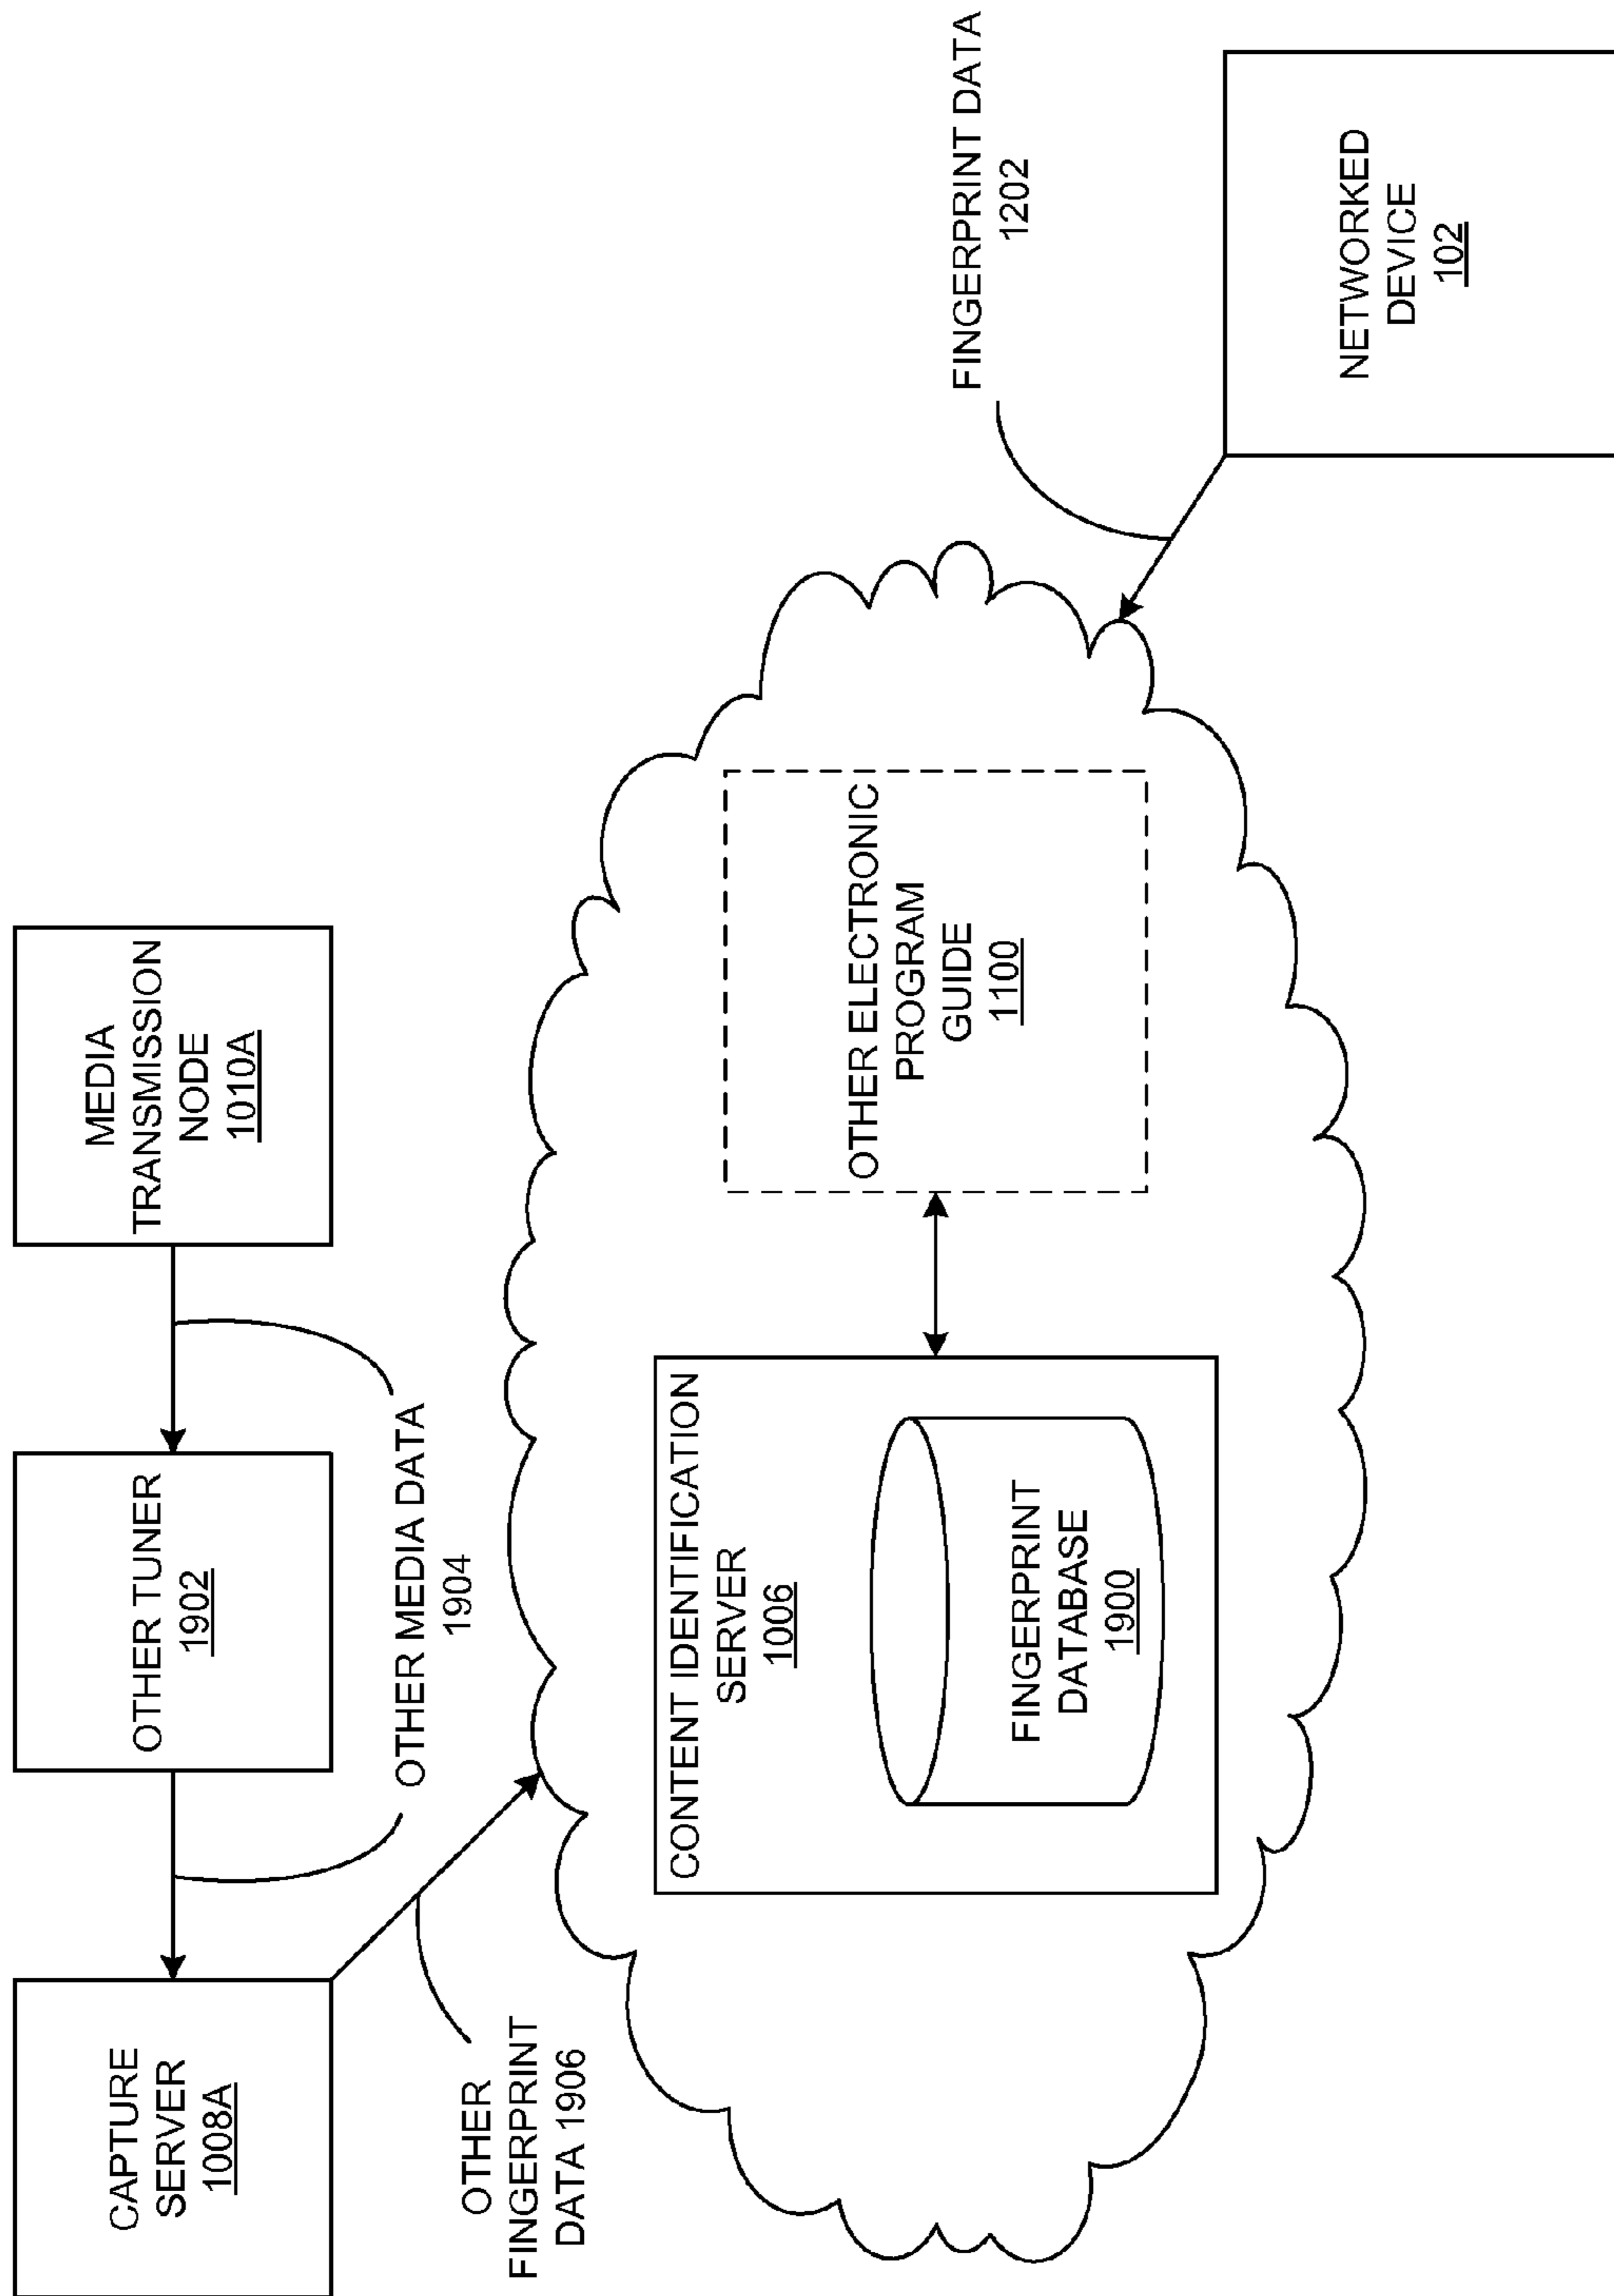 CAPTURE
SERVER
1008A
OTHER TUNER
1902
MEDIA
TRANSMISSION
NODE
1010A
OTHER MEDIA DATA
1904
OTHER
FINGERPRINT
DATA 1906
CONTENT IDENTIFICATION
SERVER
1006
FINGERPRINT
DATABASE
1900
OTHER ELECTRONIC
PROGRAM
GUIDE
1100
FINGERPRINT DATA
1202
NETWORKED
DEVICE
102